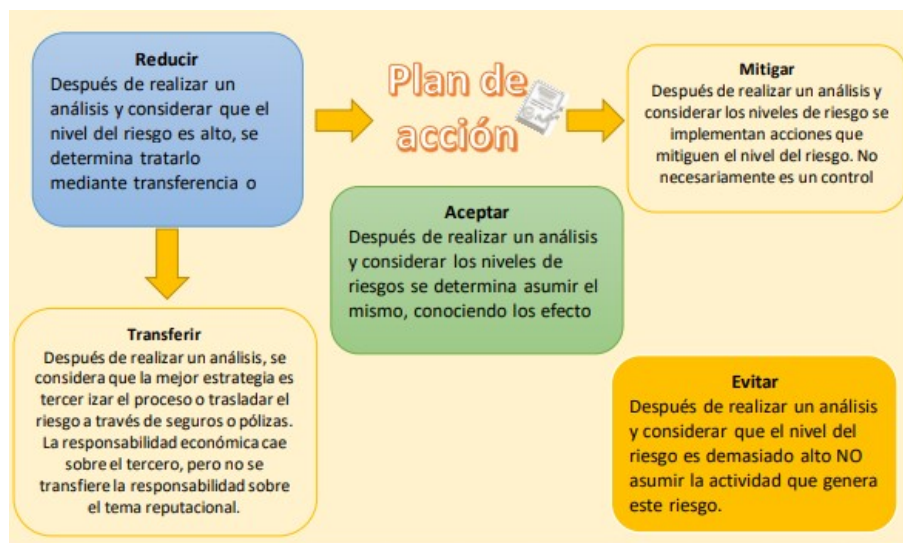 Reducir
Después de realizar un
análisis y considerar que el
nivel del riesgo es alto, se
determina tratarlo
mediante transferencia o
Plan de
acción
Mitigar
Después de realizar un análisis y
considerar los niveles de riesgo se
implementan acciones que
mitiguen el nivel del riesgo. No
necesariamente es un control
Aceptar
Después de realizar un análisis
y considerar los niveles de
riesgos se determina asumir el
mismo, conociendo los efecto
Transferir
Después de realizar un análisis, se
considera que la mejor estrategia es
tercer izar el proceso o trasladar el
riesgo a través de seguros o pólizas.
La responsabilidad económica cae
sobre el tercero, pero no se
transfiere la responsabilidad sobre
el tema reputacional.
Evitar
Después de realizar un análisis
y considerar que el nivel del
riesgo es demasiado alto NO
asumir la actividad que genera
este riesgo.